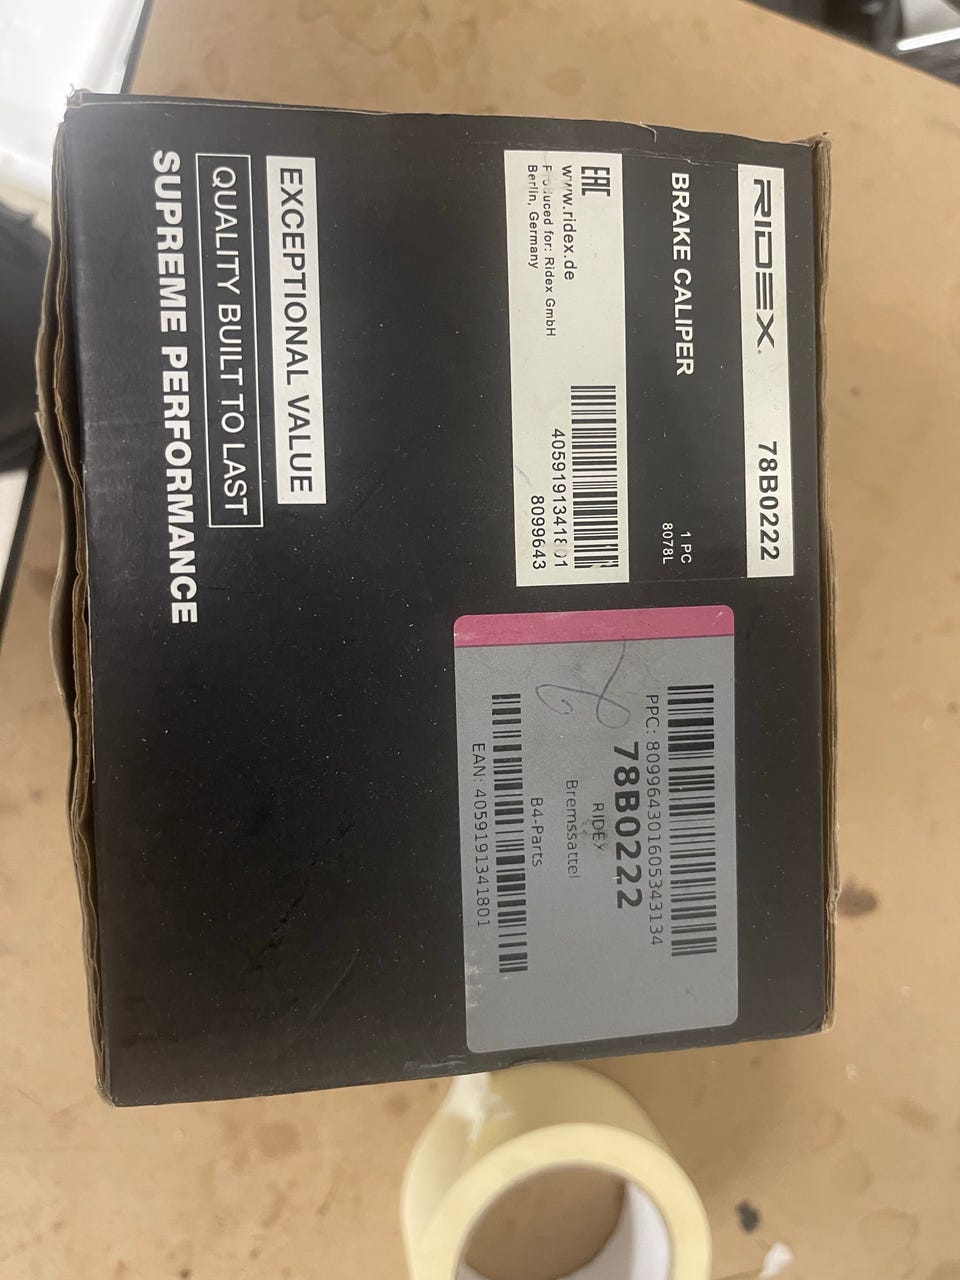 RIDEX 78B0222
BRAKE CALIPER
1 PC
8078L
EAC
www.ridex.de
Produced for: Ridex GmbH
Berlin, Germany
4059191341801
8099643
EXCEPTIONAL VALUE
QUALITY BUILT TO LAST
SUPREME PERFORMANCE
PPC: 8099643016053431​34
78B0222
RIDEX
Bremssattel
B4-Parts
EAN: 4059191341801